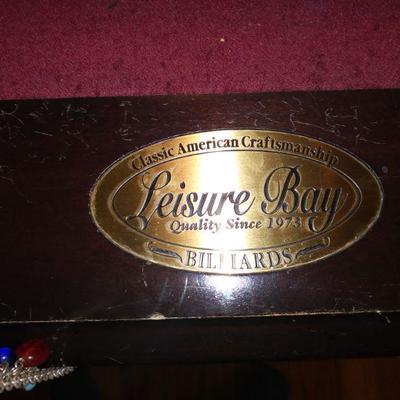 Classic American Craftsmanship
Leisure Bay
Quality Since 1973
BILLIARDS